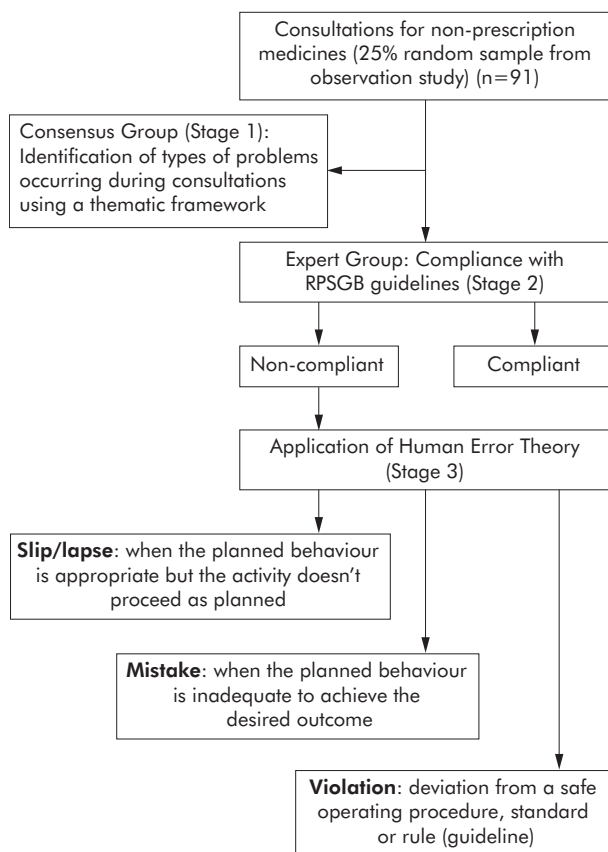 Consultations for non-prescription
medicines (25% random sample from
observation study) (n=91)
Consensus Group (Stage 1):
Identification of types of problems
occurring during consultations
using a thematic framework
Expert Group: Compliance with
RPSGB guidelines (Stage 2)
Non-compliant
Compliant
Application of Human Error Theory
(Stage 3)
Slip/lapse: when the planned behaviour
is appropriate but the activity doesn't
proceed as planned
Mistake: when the planned behaviour
is inadequate to achieve the
desired outcome
Violation: deviation from a safe
operating procedure, standard
or rule (guideline)